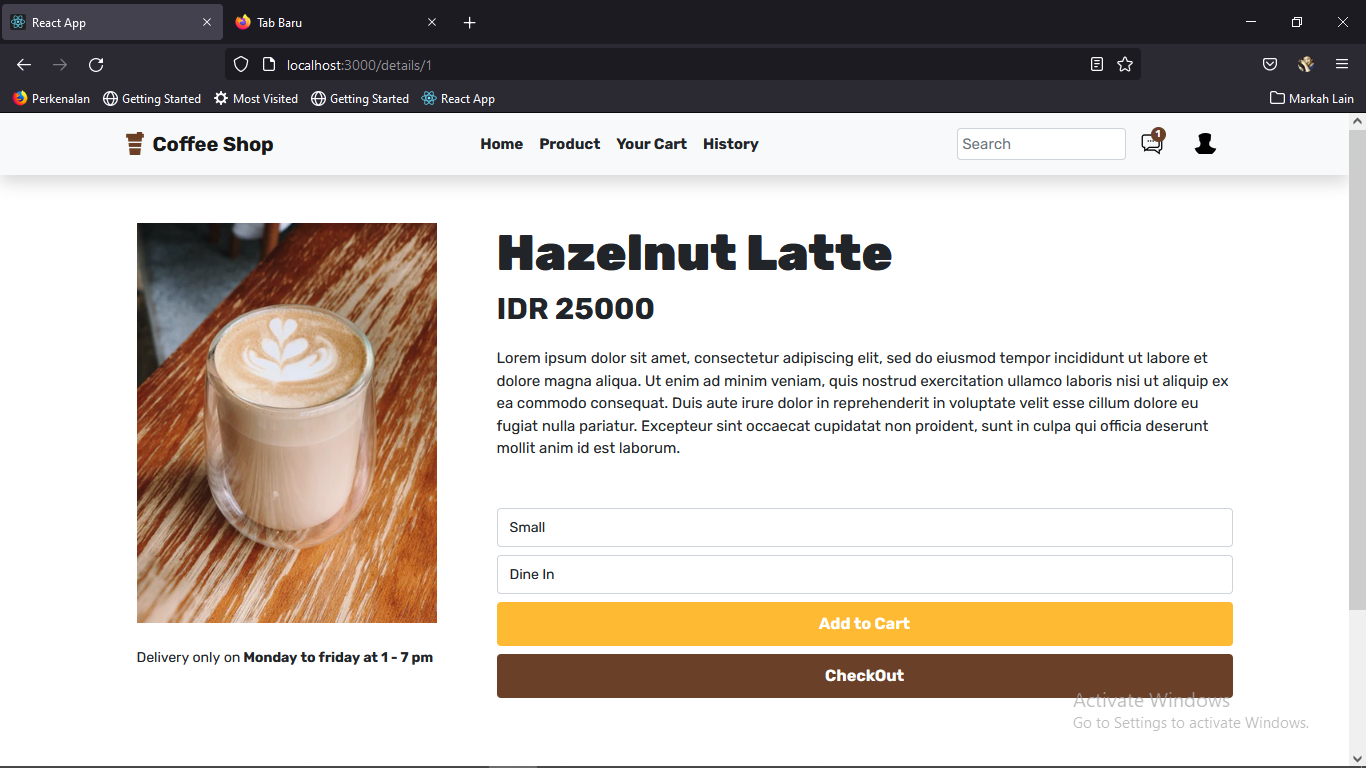 React App
Tab Baru
localhost:3000/details/1
Perkenalan
Getting Started
Most Visited
Getting Started
React App
Markah Lain
Coffee Shop
Home
Product
Your Cart
History
Search
1
Hazelnut Latte
IDR 25000
Lorem ipsum dolor sit amet, consectetur adipiscing elit, sed do eiusmod tempor incididunt ut labore et
dolore magna aliqua. Ut enim ad minim veniam, quis nostrud exercitation ullamco laboris nisi ut aliquip ex
ea commodo consequat. Duis aute irure dolor in reprehenderit in voluptate velit esse cillum dolore eu
fugiat nulla pariatur. Excepteur sint occaecat cupidatat non proident, sunt in culpa qui officia deserunt
mollit anim id est laborum.
Small
Dine In
Add to Cart
CheckOut
Delivery only on Monday to friday at 1 - 7 pm
Activate Windows
Go to Settings to activate Windows.